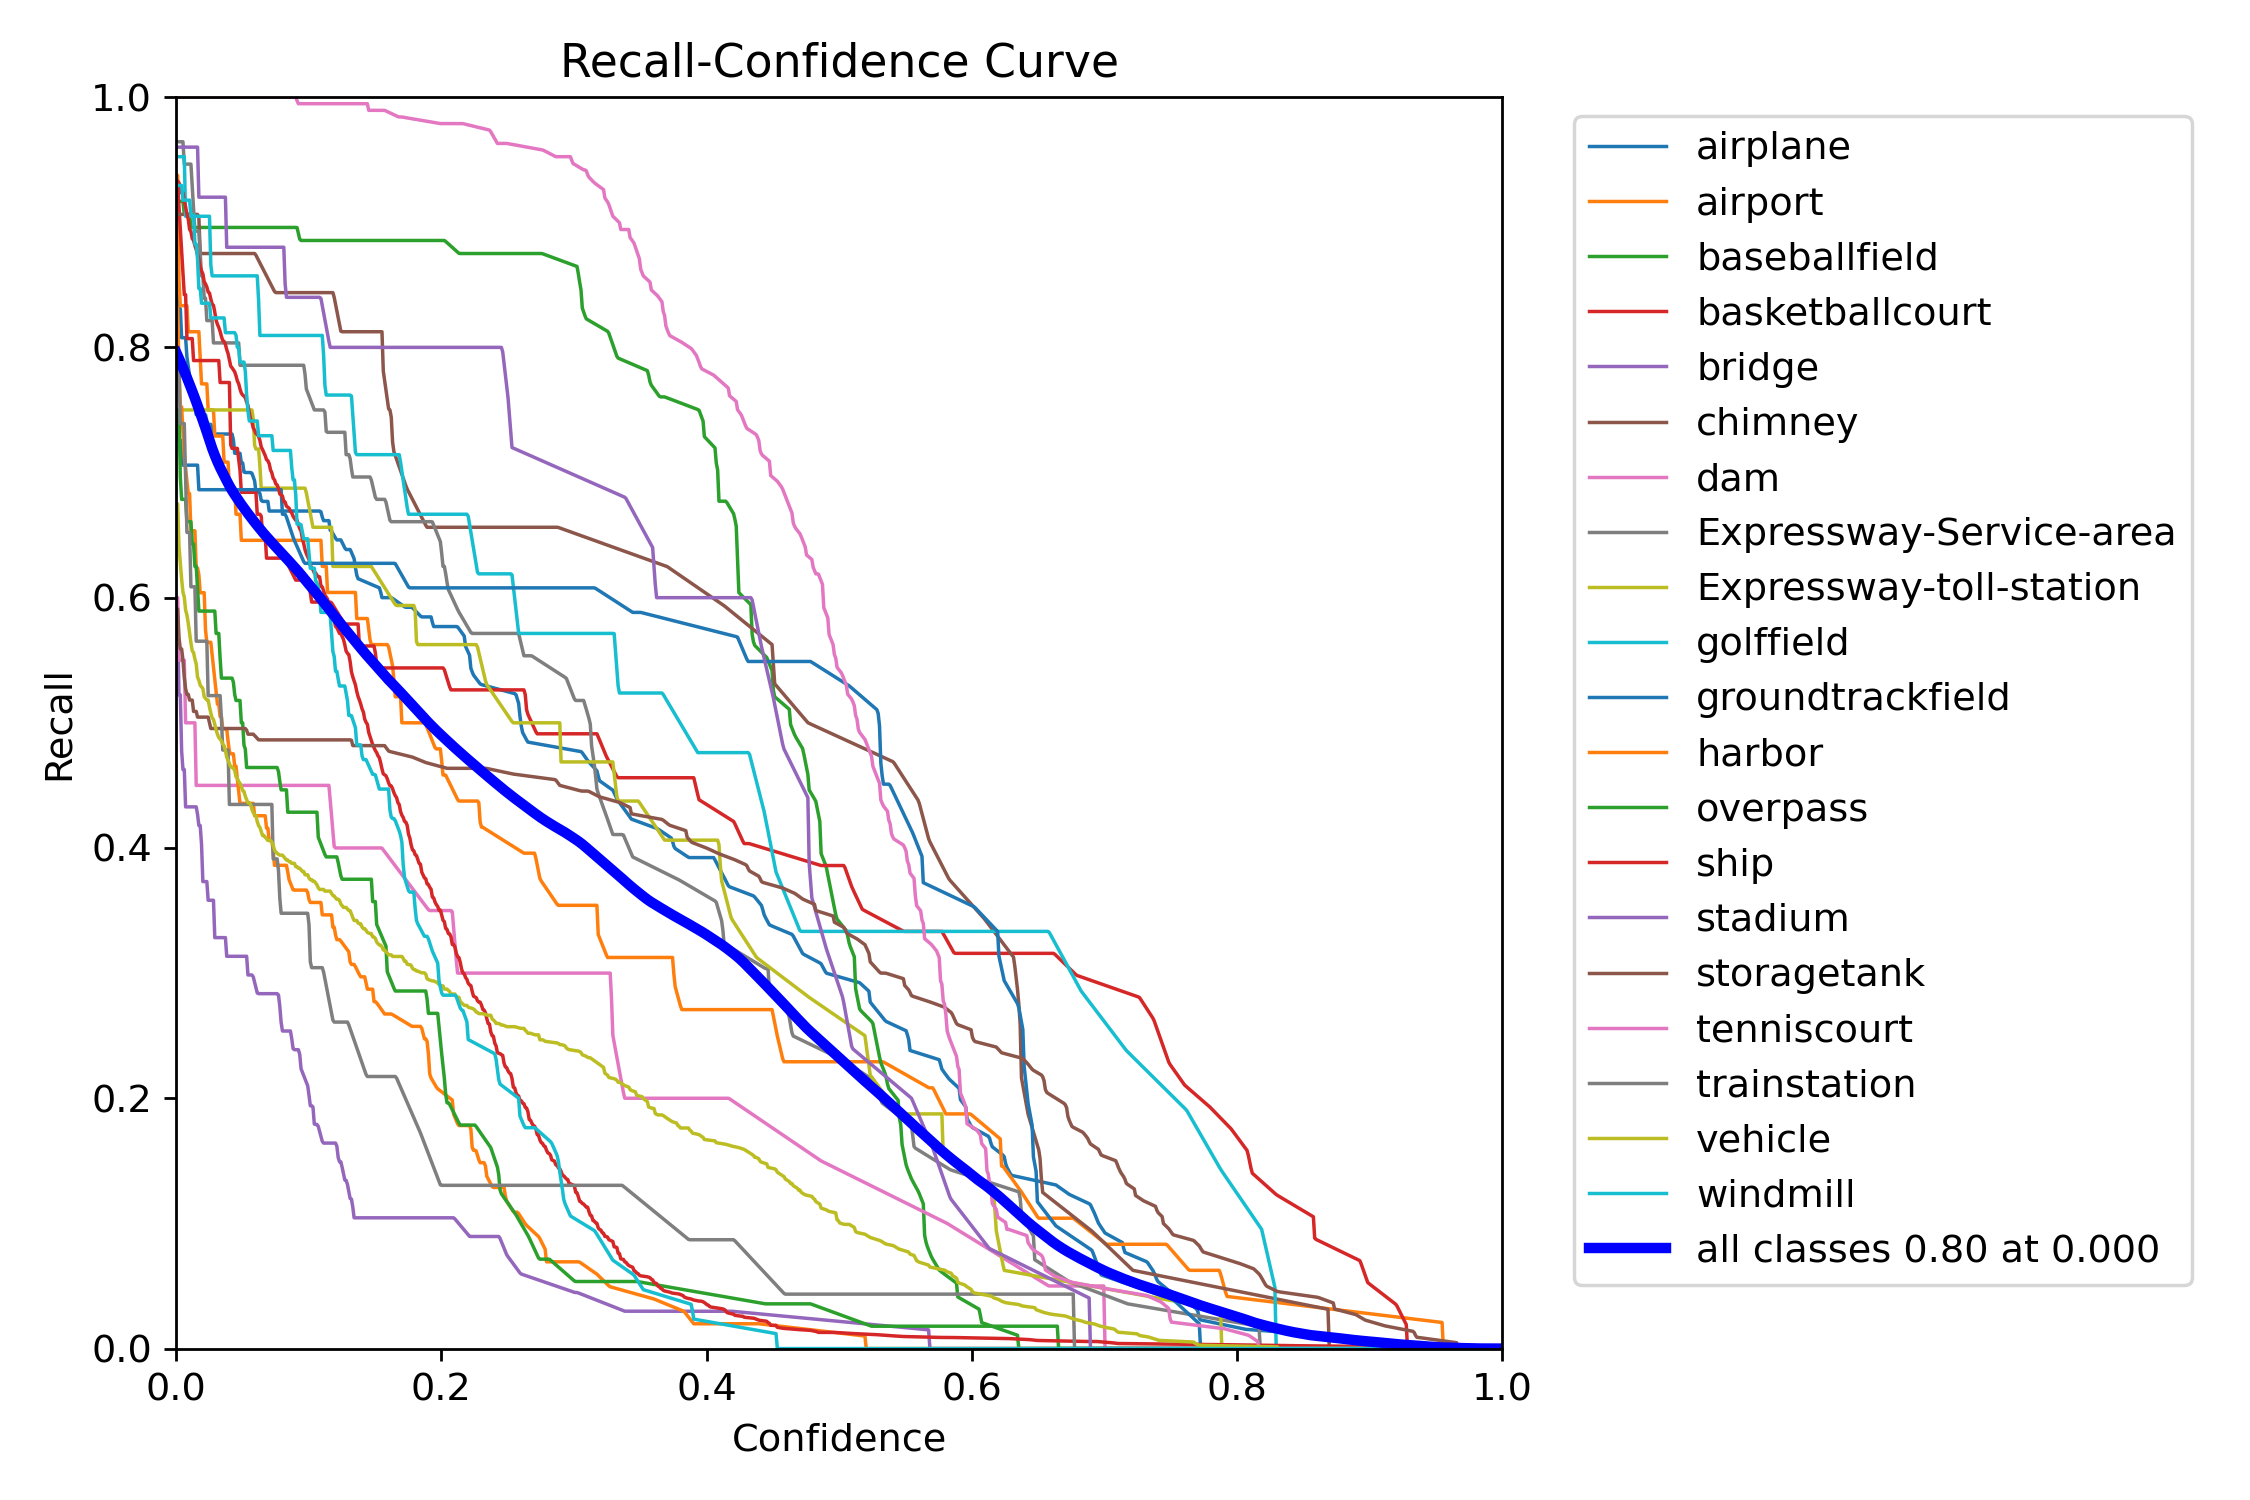 Recall-Confidence Curve
1.0
0.8
0.6
0.4
0.2
0.0
Recall
0.0 0.2 0.4 0.6 0.8 1.0
Confidence
airplane
airport
baseballfield
basketballcourt
bridge
chimney
dam
Expressway-Service-area
Expressway-toll-station
golffield
groundtrackfield
harbor
overpass
ship
stadium
storagetank
tenniscourt
trainstation
vehicle
windmill
all classes 0.80 at 0.000